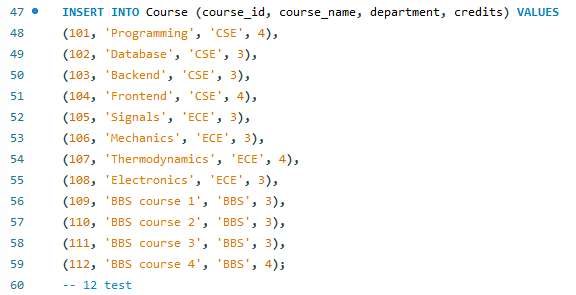 47 INSERT INTO Course (course_id, course_name, department, credits) VALUES
48 (101, 'Programming', 'CSE', 4),
49 (102, 'Database', 'CSE', 3),
50 (103, 'Backend', 'CSE', 3),
51 (104, 'Frontend', 'CSE', 4),
52 (105, 'Signals', 'ECE', 3),
53 (106, 'Mechanics', 'ECE', 3),
54 (107, 'Thermodynamics', 'ECE', 4),
55 (108, 'Electronics', 'ECE', 3),
56 (109, 'BBS course 1', 'BBS', 3),
57 (110, 'BBS course 2', 'BBS', 3),
58 (111, 'BBS course 3', 'BBS', 3),
59 (112, 'BBS course 4', 'BBS', 4);
60 -- 12 test